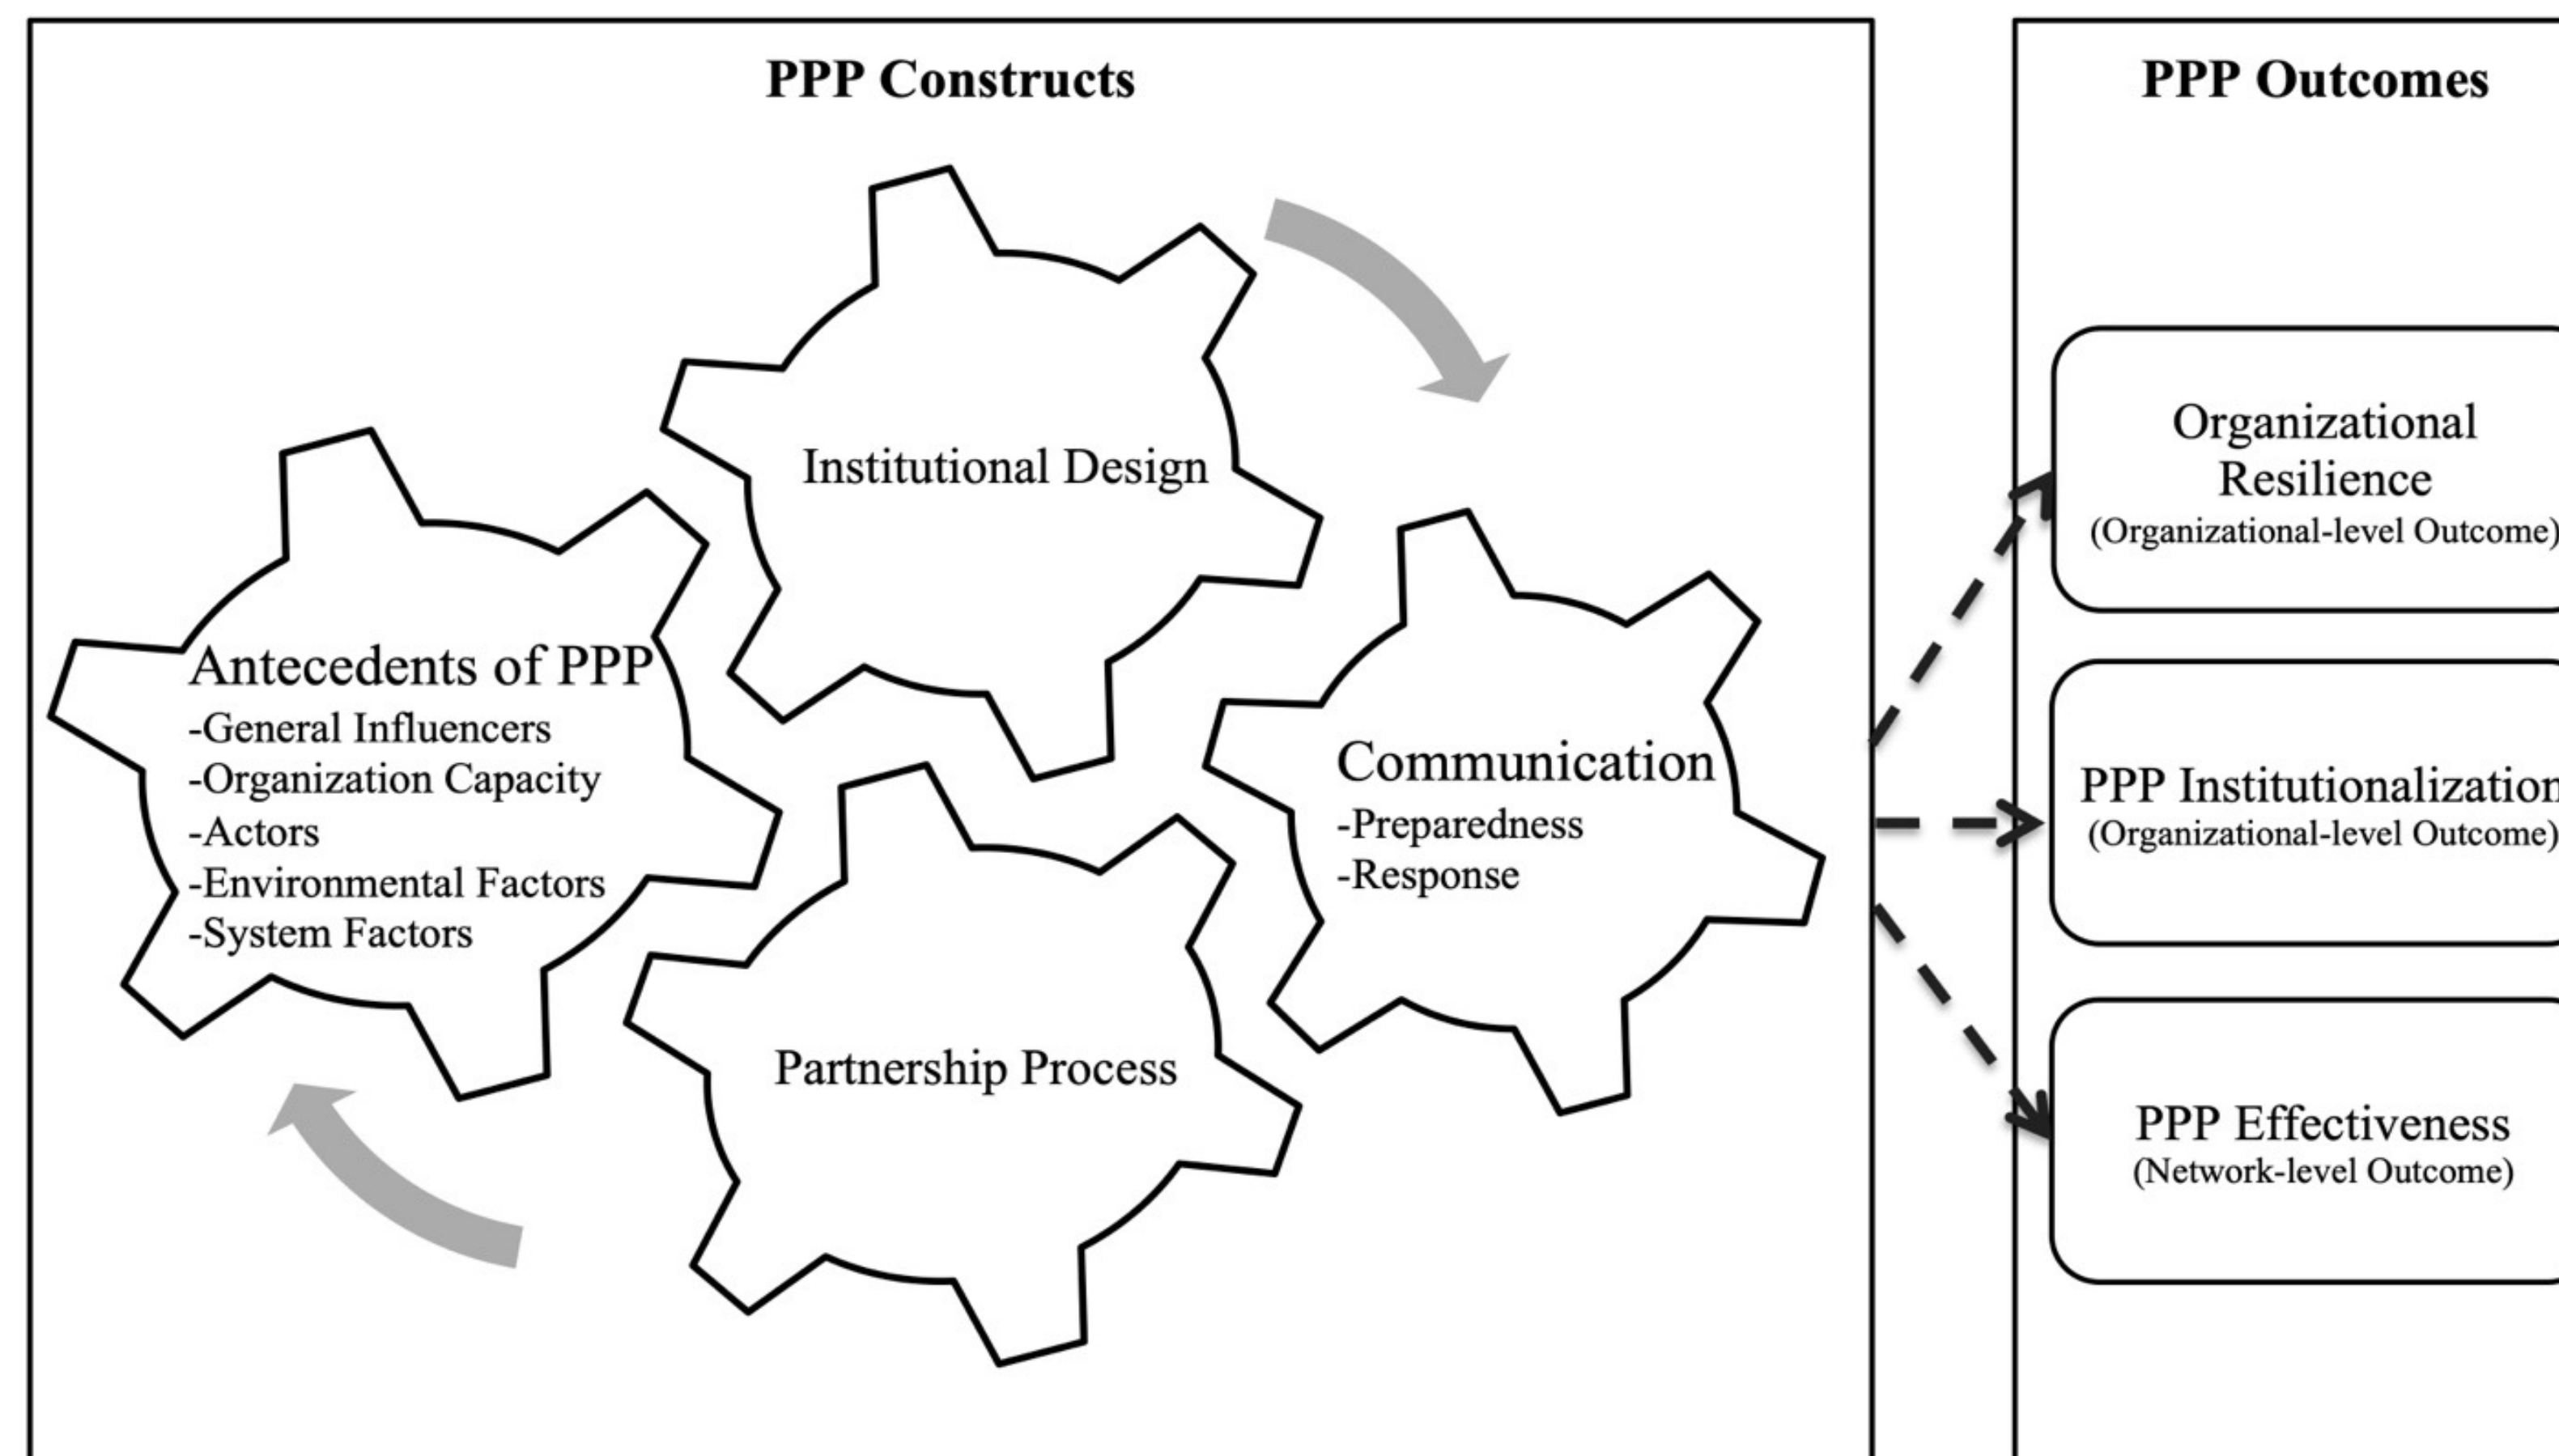 PPP Constructs
Institutional Design
Antecedents of PPP
-General Influencers
-Organization Capacity
-Actors
-Environmental Factors
-System Factors
Communication
-Preparedness
-Response
Partnership Process
PPP Outcomes
Organizational
Resilience
(Organizational-level Outcome)
PPP Institutionalization
(Organizational-level Outcome)
PPP Effectiveness
(Network-level Outcome)